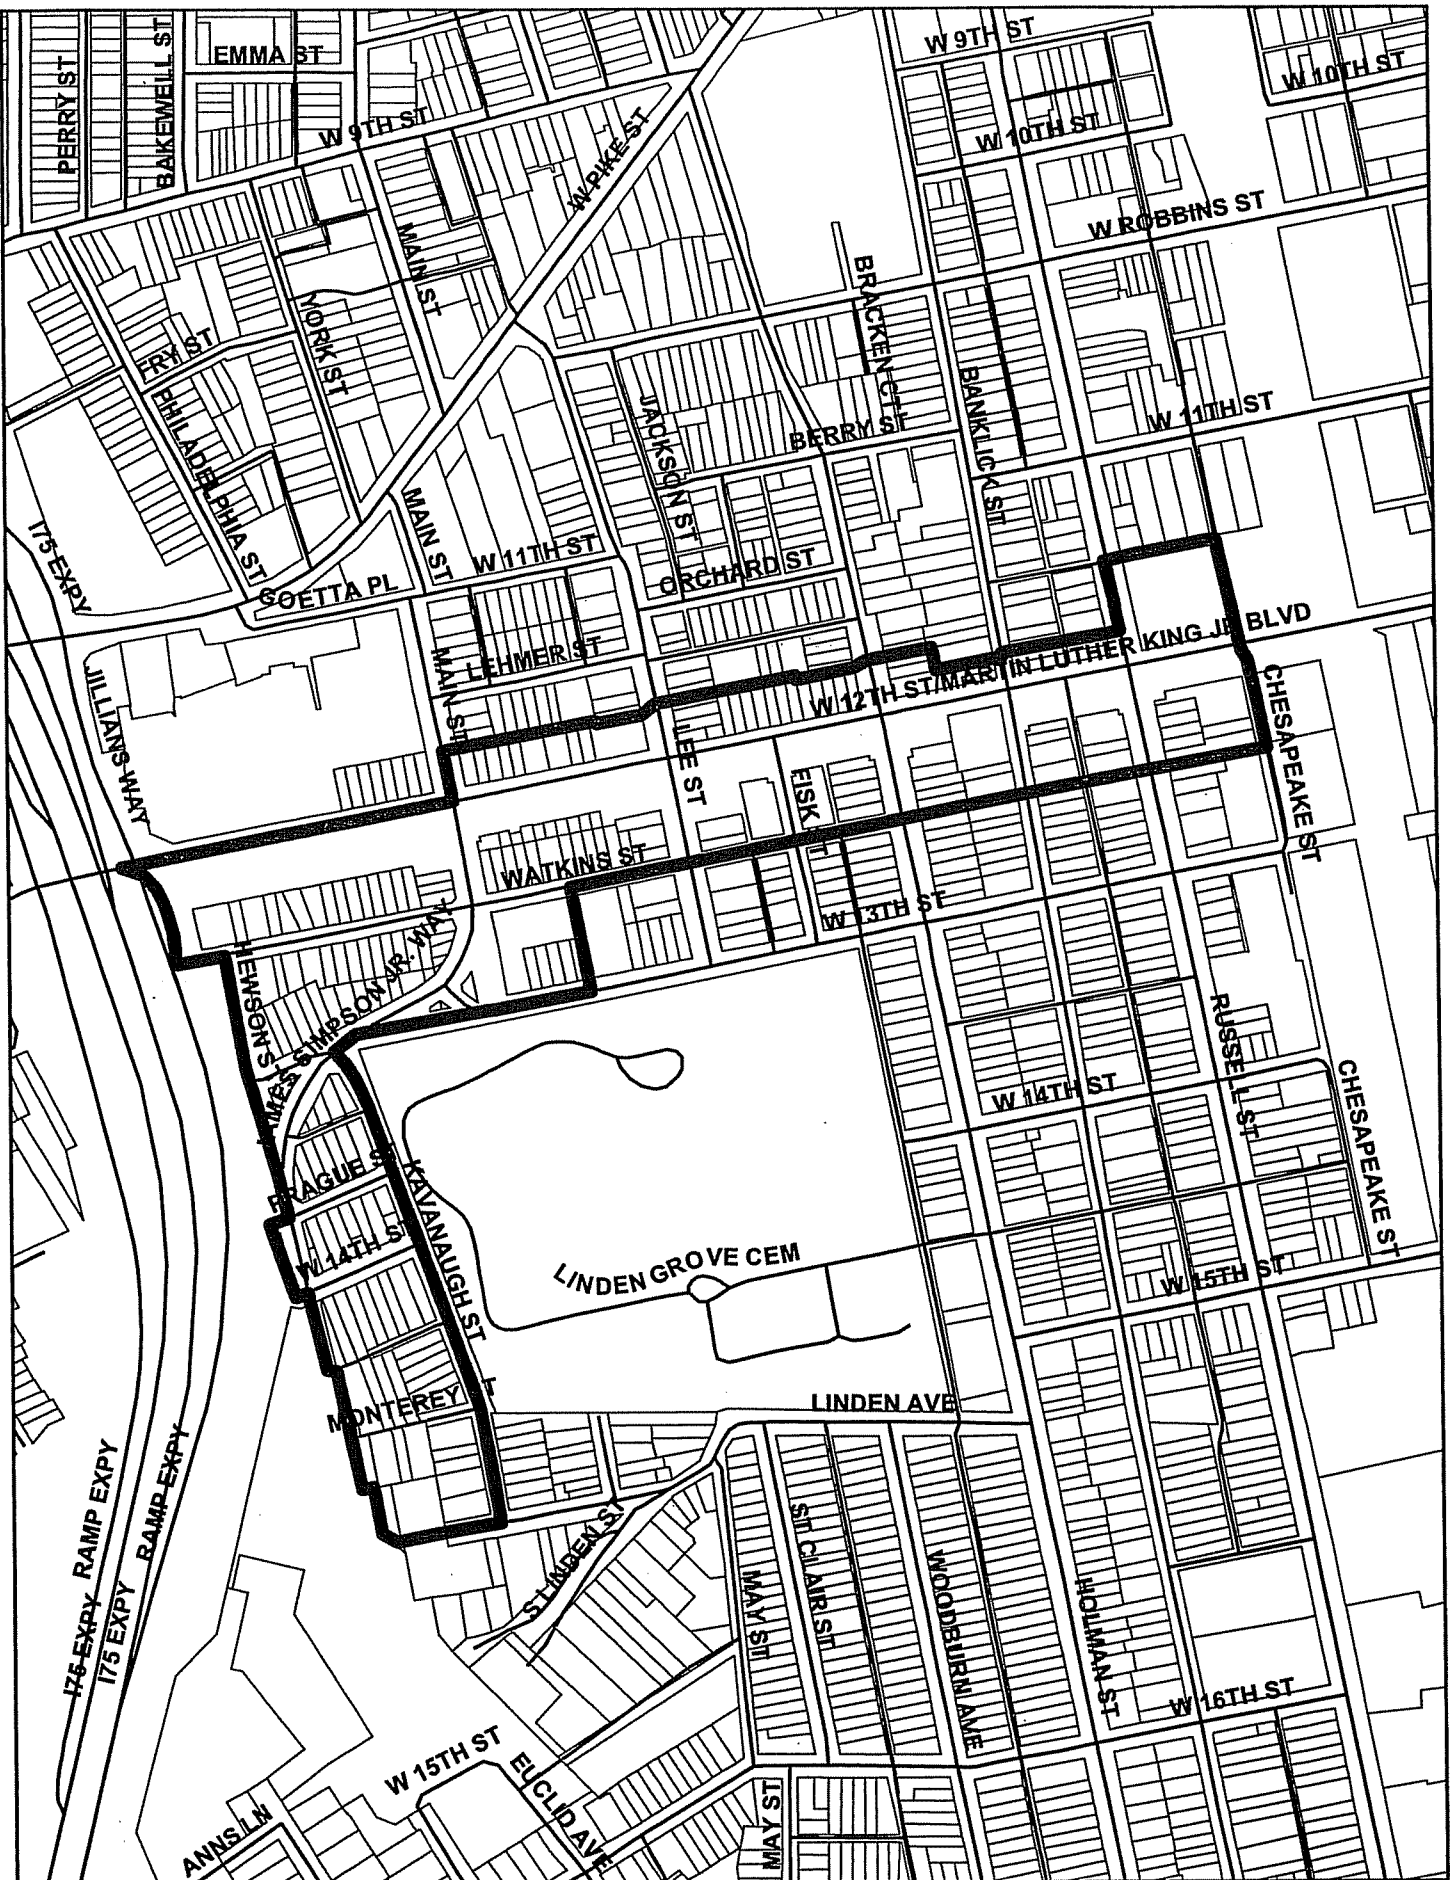 PERRY ST
BAKEWELL ST
EMMA ST
W 9TH ST
W 10TH ST
W 9TH ST
W PIKE ST
W 10TH ST
W ROBBINS ST
MAIN ST
YORK ST
BRACKEN CT
FRY ST
PHILADELPHIA ST
JACKSON ST
BERRY ST
BANKLICK ST
W 11TH ST
I75 EXPY
MAIN ST
W 11TH ST
ORCHARD ST
GOETTA PL
LEHMER ST
MAIN ST
W 12TH ST/MARTIN LUTHER KING JR BLVD
JILLIANS WAY
LEE ST
FISK ST
CHESAPEAKE ST
WATKINS ST
W 13TH ST
HEWSON ST
JAMES SIMPSON JR. WAY
RUSSELL ST
W 14TH ST
CHESAPEAKE ST
PRAGUE ST
KAVANAUGH ST
W 14TH ST
LINDEN GROVE CEM
W 15TH ST
MONTEREY ST
LINDEN AVE
I75 EXPY
RAMP EXPY
I75 EXPY
RAMP EXPY
S LINDEN ST
MAY ST
ST CLAIR ST
WOODBURN AVE
HOLMAN ST
W 16TH ST
W 15TH ST
EUCLID AVE
MAY ST
ANNS LN